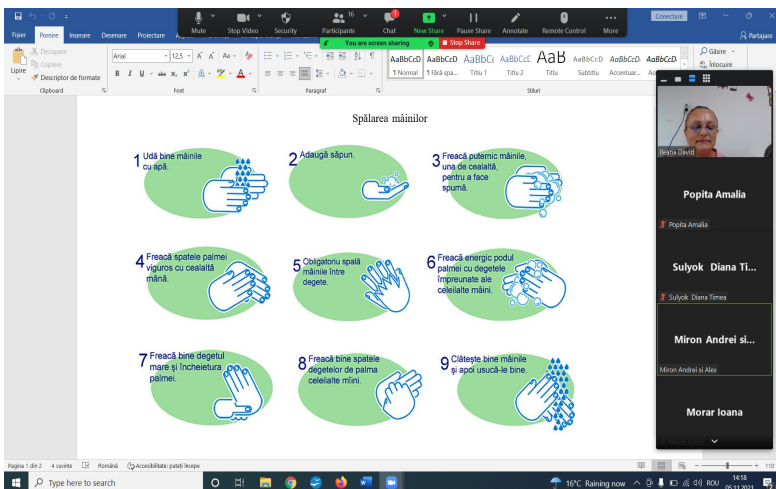 Mute
Stop Video
Security
16
Participants
1
Chat
New Share
Pause Share
Annotate
Remote Control
More
Conectare
You are screen sharing
Stop Share
Fișier
Pornire
Inserare
Desenare
Proiectare
Partajare
Lipire
Decupare
Copiere
Descriptor de formate
Clipboard
Arial
12,5
Font
Paragraf
AaBbCcD AaBbCcD AaBbC AaBbCcC AaB AaBbCcD AaBbCcD AaBbCcD
1 Normal
1 Fără spa...
Titlu 1
Titlu 2
Titlu
Subtitlu
Accentuar...
Stiluri
Găsire
Înlocuire
Spălarea mâinilor
1 Udă bine mâinile
cu apă.
2 Adaugă săpun.
3 Freacă puternic mâinile,
una de cealaltă,
pentru a face
spumă.
4 Freacă spatele palmei
viguros cu cealaltă
mână.
5 Obligatoriu spală
mâinile între
degete.
6 Freacă energic podul
palmei cu degetele
împreunate ale
celeilalte mâini.
7 Freacă bine degetul
mare și încheietura
palmei.
8 Freacă bine spatele
degetelor de palma
celeilalte mîini.
9 Clătește bine mâinile
și apoi usucă-le bine.
Ileana David
Popita Amalia
Popita Amalia
Sulyok Diana Ti...
Sulyok Diana Timea
Miron Andrei si...
Miron Andrei si Alex
Morar Ioana
Pagina 1 din 2
4 cuvinte
Română
Accesibilitate: puteți începe
110
Type here to search
16°C Raining now
ROU
14:18
05.11.2021